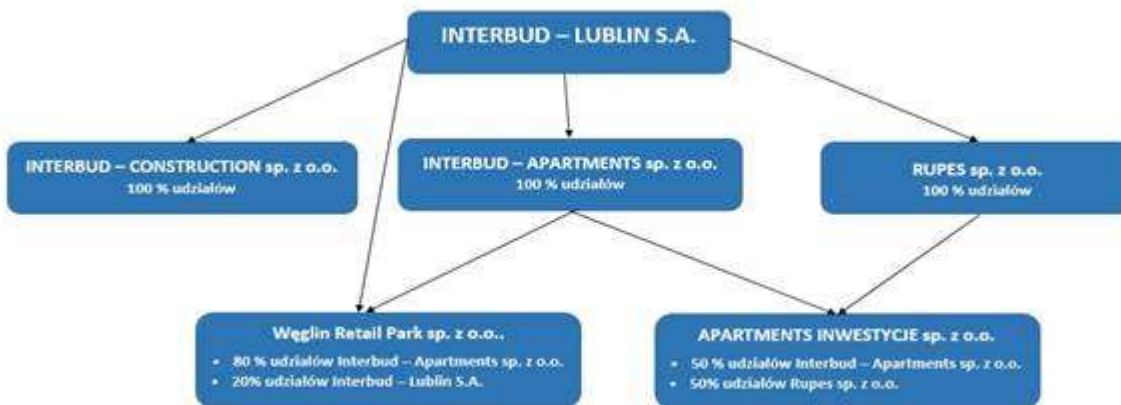 INTERBUD – LUBLIN S.A.
INTERBUD – CONSTRUCTION sp. z o.o.
100 % udziałów
INTERBUD – APARTMENTS sp. z o.o.
100 % udziałów
RUPES sp. z o.o.
100 % udziałów
Węglin Retail Park sp. z o.o.,
• 80 % udziałów Interbud – Apartments sp. z o.o.
• 20% udziałów Interbud – Lublin S.A.
APARTMENTS INWESTYCJE sp. z o.o.
• 50 % udziałów Interbud – Apartments sp. z o.o.
• 50% udziałów Rupes sp. z o.o.